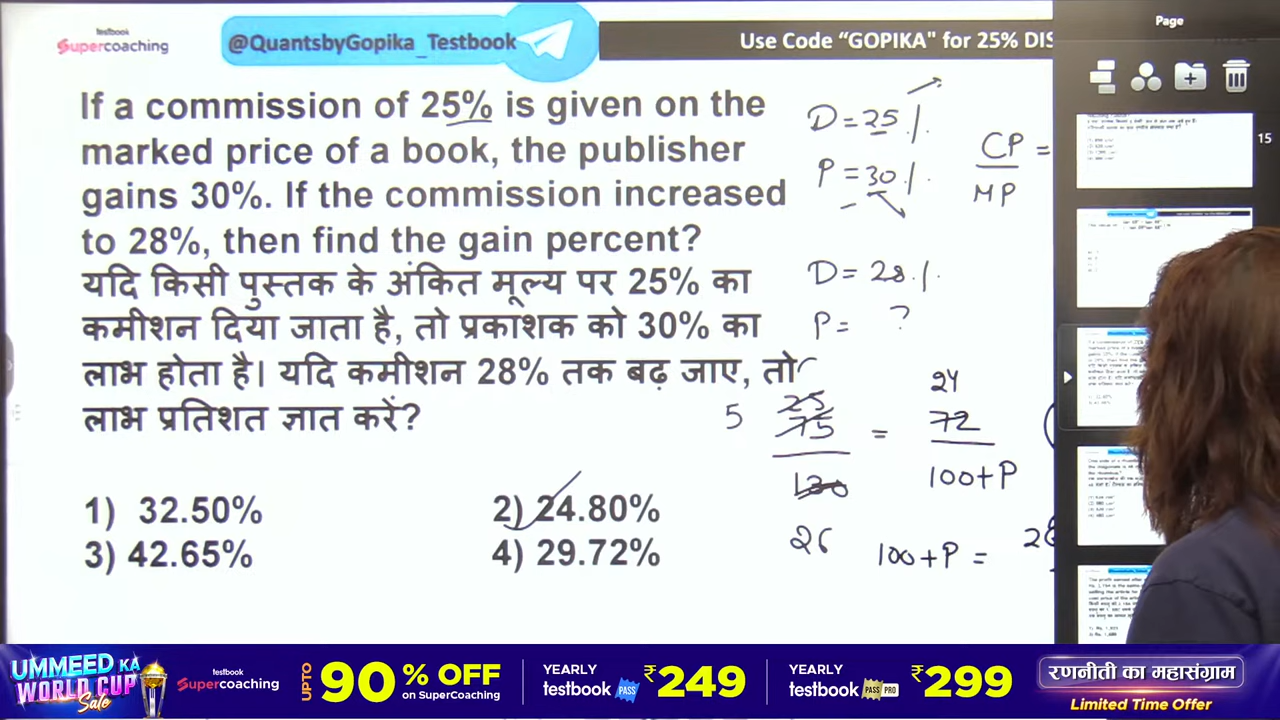 testbook
Supercoaching
@QuantsbyGopika_Testbook
Use Code “GOPIKA" for 25% DIS
Page
If a commission of 25% is given on the
marked price of a book, the publisher
gains 30%. If the commission increased
to 28%, then find the gain percent?
यदि किसी पुस्तक के अंकित मूल्य पर 25% का
कमीशन दिया जाता है, तो प्रकाशक को 30% का
लाभ होता है। यदि कमीशन 28% तक बढ़ जाए, तो
लाभ प्रतिशत ज्ञात करें?
1) 32.50%
2) 24.80%
3) 42.65%
4) 29.72%
D = 25%
P = 30%
CP =
MP
D = 28%
P = ?
5 25 75 = 24 72
130 100+P
26 100+P =
15
UMMEED KA
WORLD CUP
Sale
testbook
Supercoaching
UPTO 90% OFF
on SuperCoaching
YEARLY
testbook PASS
₹249
YEARLY
testbook PASS PRO
₹299
रणनीती का महासंग्राम
Limited Time Offer